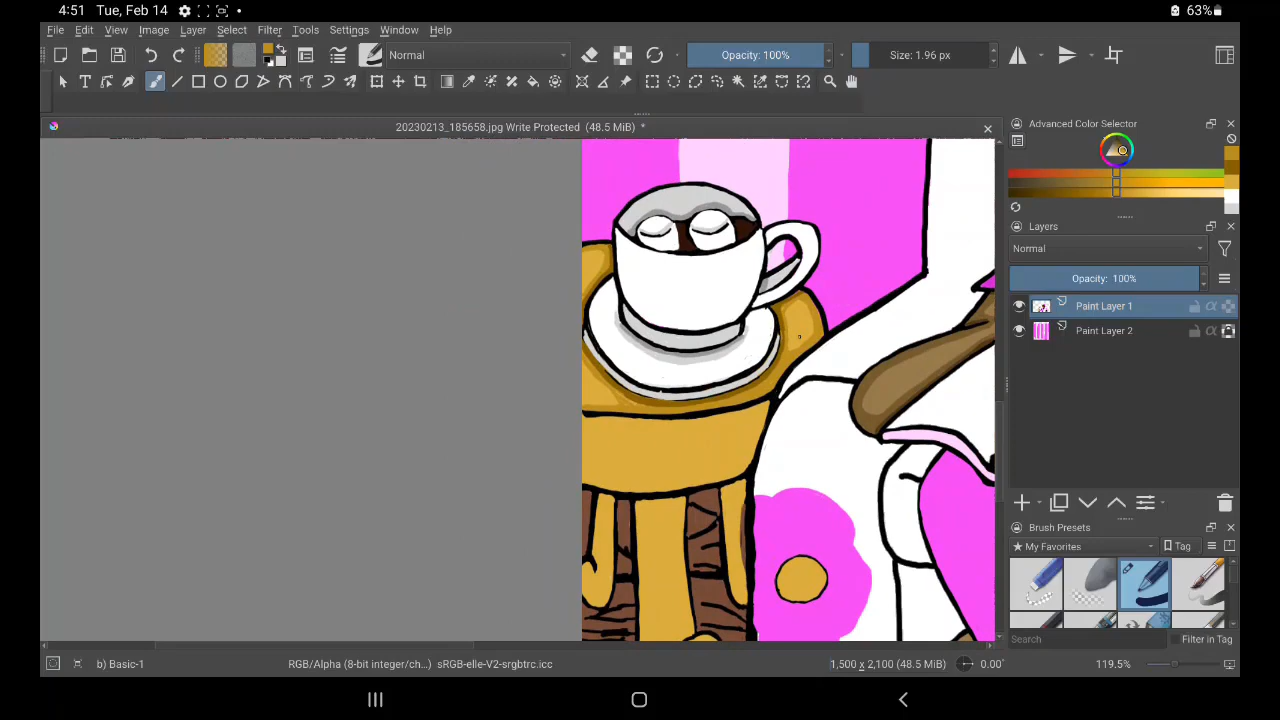 4:51 Tue, Feb 14
63%
File Edit View Image Layer Select Filter Tools Settings Window Help
Normal
Opacity: 100%
Size: 1.96 px
20230213_185658.jpg Write Protected (48.5 MiB) *
Advanced Color Selector
Layers
Normal
Opacity: 100%
Paint Layer 1
Paint Layer 2
Brush Presets
My Favorites
Tag
Search
Filter in Tag
b) Basic-1
RGB/Alpha (8-bit integer/ch...) sRGB-elle-V2-srgbtrc.icc
1,500 x 2,100 (48.5 MiB)
0.00°
119.5%